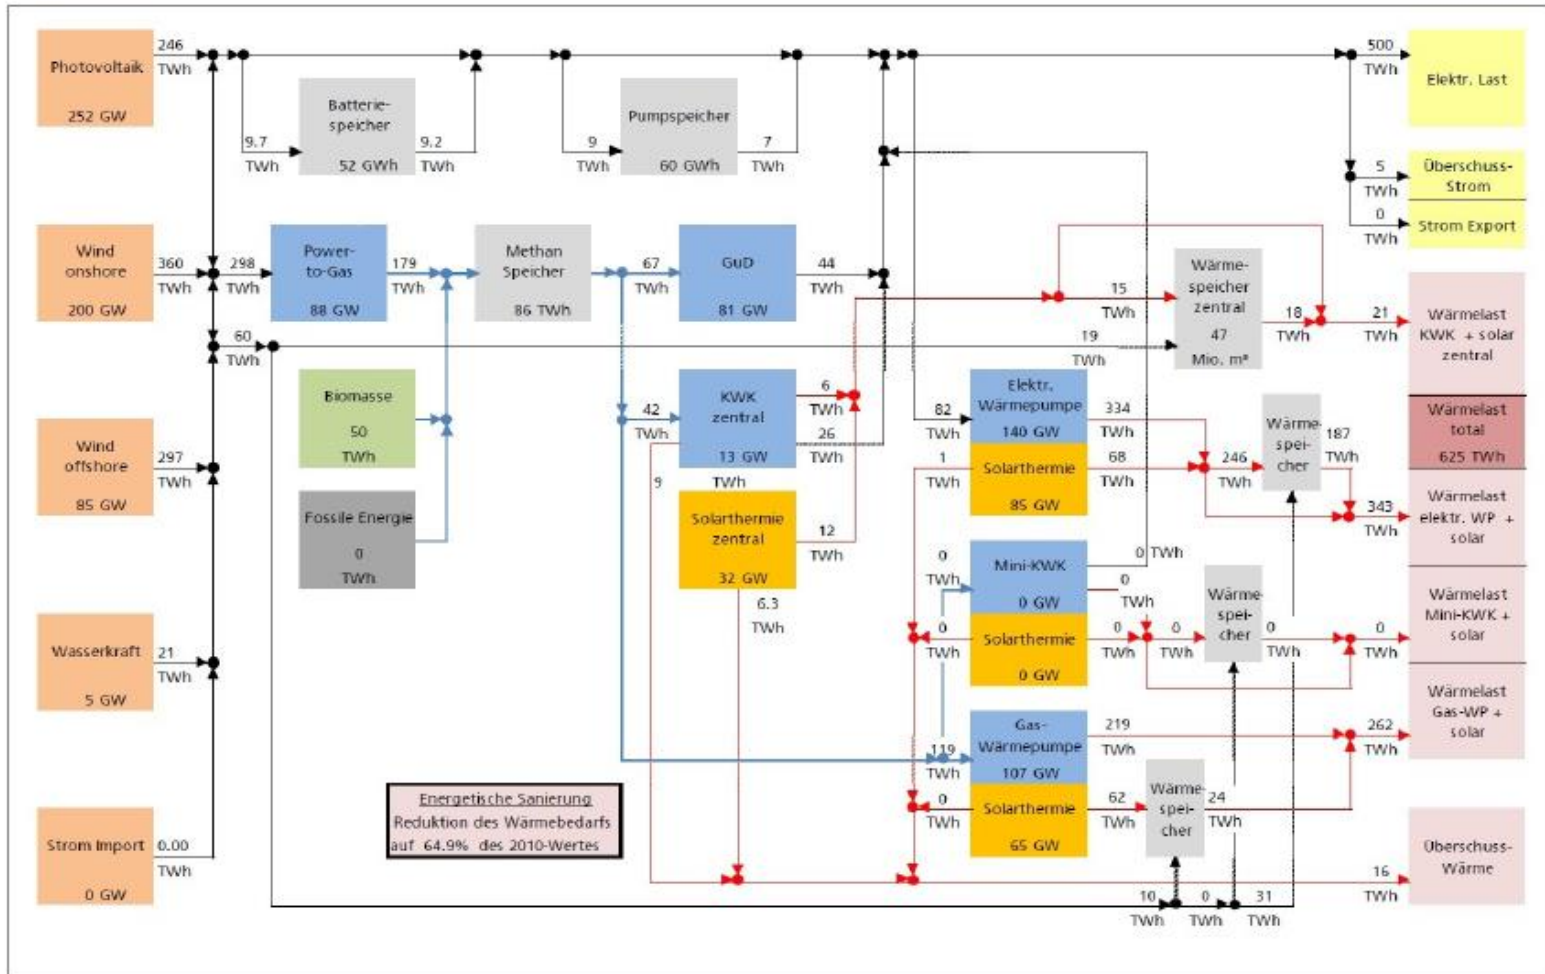 Photovoltaik
252 GW
246
TWh
Batterie-
speicher
52 GWh
9.7
TWh
9.2
TWh
Pumpspeicher
60 GWh
9
TWh
7
TWh
500
TWh
Elektr. Last
5
TWh
Überschuss-
Strom
0
TWh
Strom Export
Wind
onshore
200 GW
360
TWh
298
TWh
Power-
to-Gas
88 GW
179
TWh
Methan
Speicher
86 TWh
67
TWh
GuD
81 GW
44
TWh
15
TWh
Wärme-
speicher
zentral
47
Mio. m³
18
TWh
21
TWh
Wärmelast
KWK + solar
zentral
60
TWh
19
TWh
Biomasse
50
TWh
42
TWh
KWK
zentral
13 GW
6
TWh
26
TWh
9
TWh
82
TWh
Elektr.
Wärmepumpe
140 GW
334
TWh
1
TWh
Solarthermie
85 GW
68
TWh
246
TWh
Wärme-
spei-
cher
187
TWh
Wärmelast
total
625 TWh
343
TWh
Wärmelast
elektr. WP +
solar
Wind
offshore
85 GW
297
TWh
Fossile Energie
0
TWh
Solarthermie
zentral
32 GW
12
TWh
6.3
TWh
0
TWh
Mini-KWK
0 GW
0 TWh
0
TWh
0
TWh
Solarthermie
0 GW
0
TWh
0
TWh
Wärme-
spei-
cher
0
TWh
0
TWh
Wärmelast
Mini-KWK +
solar
Wasserkraft
5 GW
21
TWh
119
TWh
Gas-
Wärmepumpe
107 GW
219
TWh
262
TWh
Wärmelast
Gas-WP +
solar
0
TWh
Solarthermie
65 GW
62
TWh
Wärme-
spei-
cher
24
TWh
Energetische Sanierung
Reduktion des Wärmebedarfs
auf 64.9% des 2010-Wertes
Strom Import
0 GW
0.00
TWh
16
TWh
Überschuss-
Wärme
10
TWh
0
TWh
31
TWh